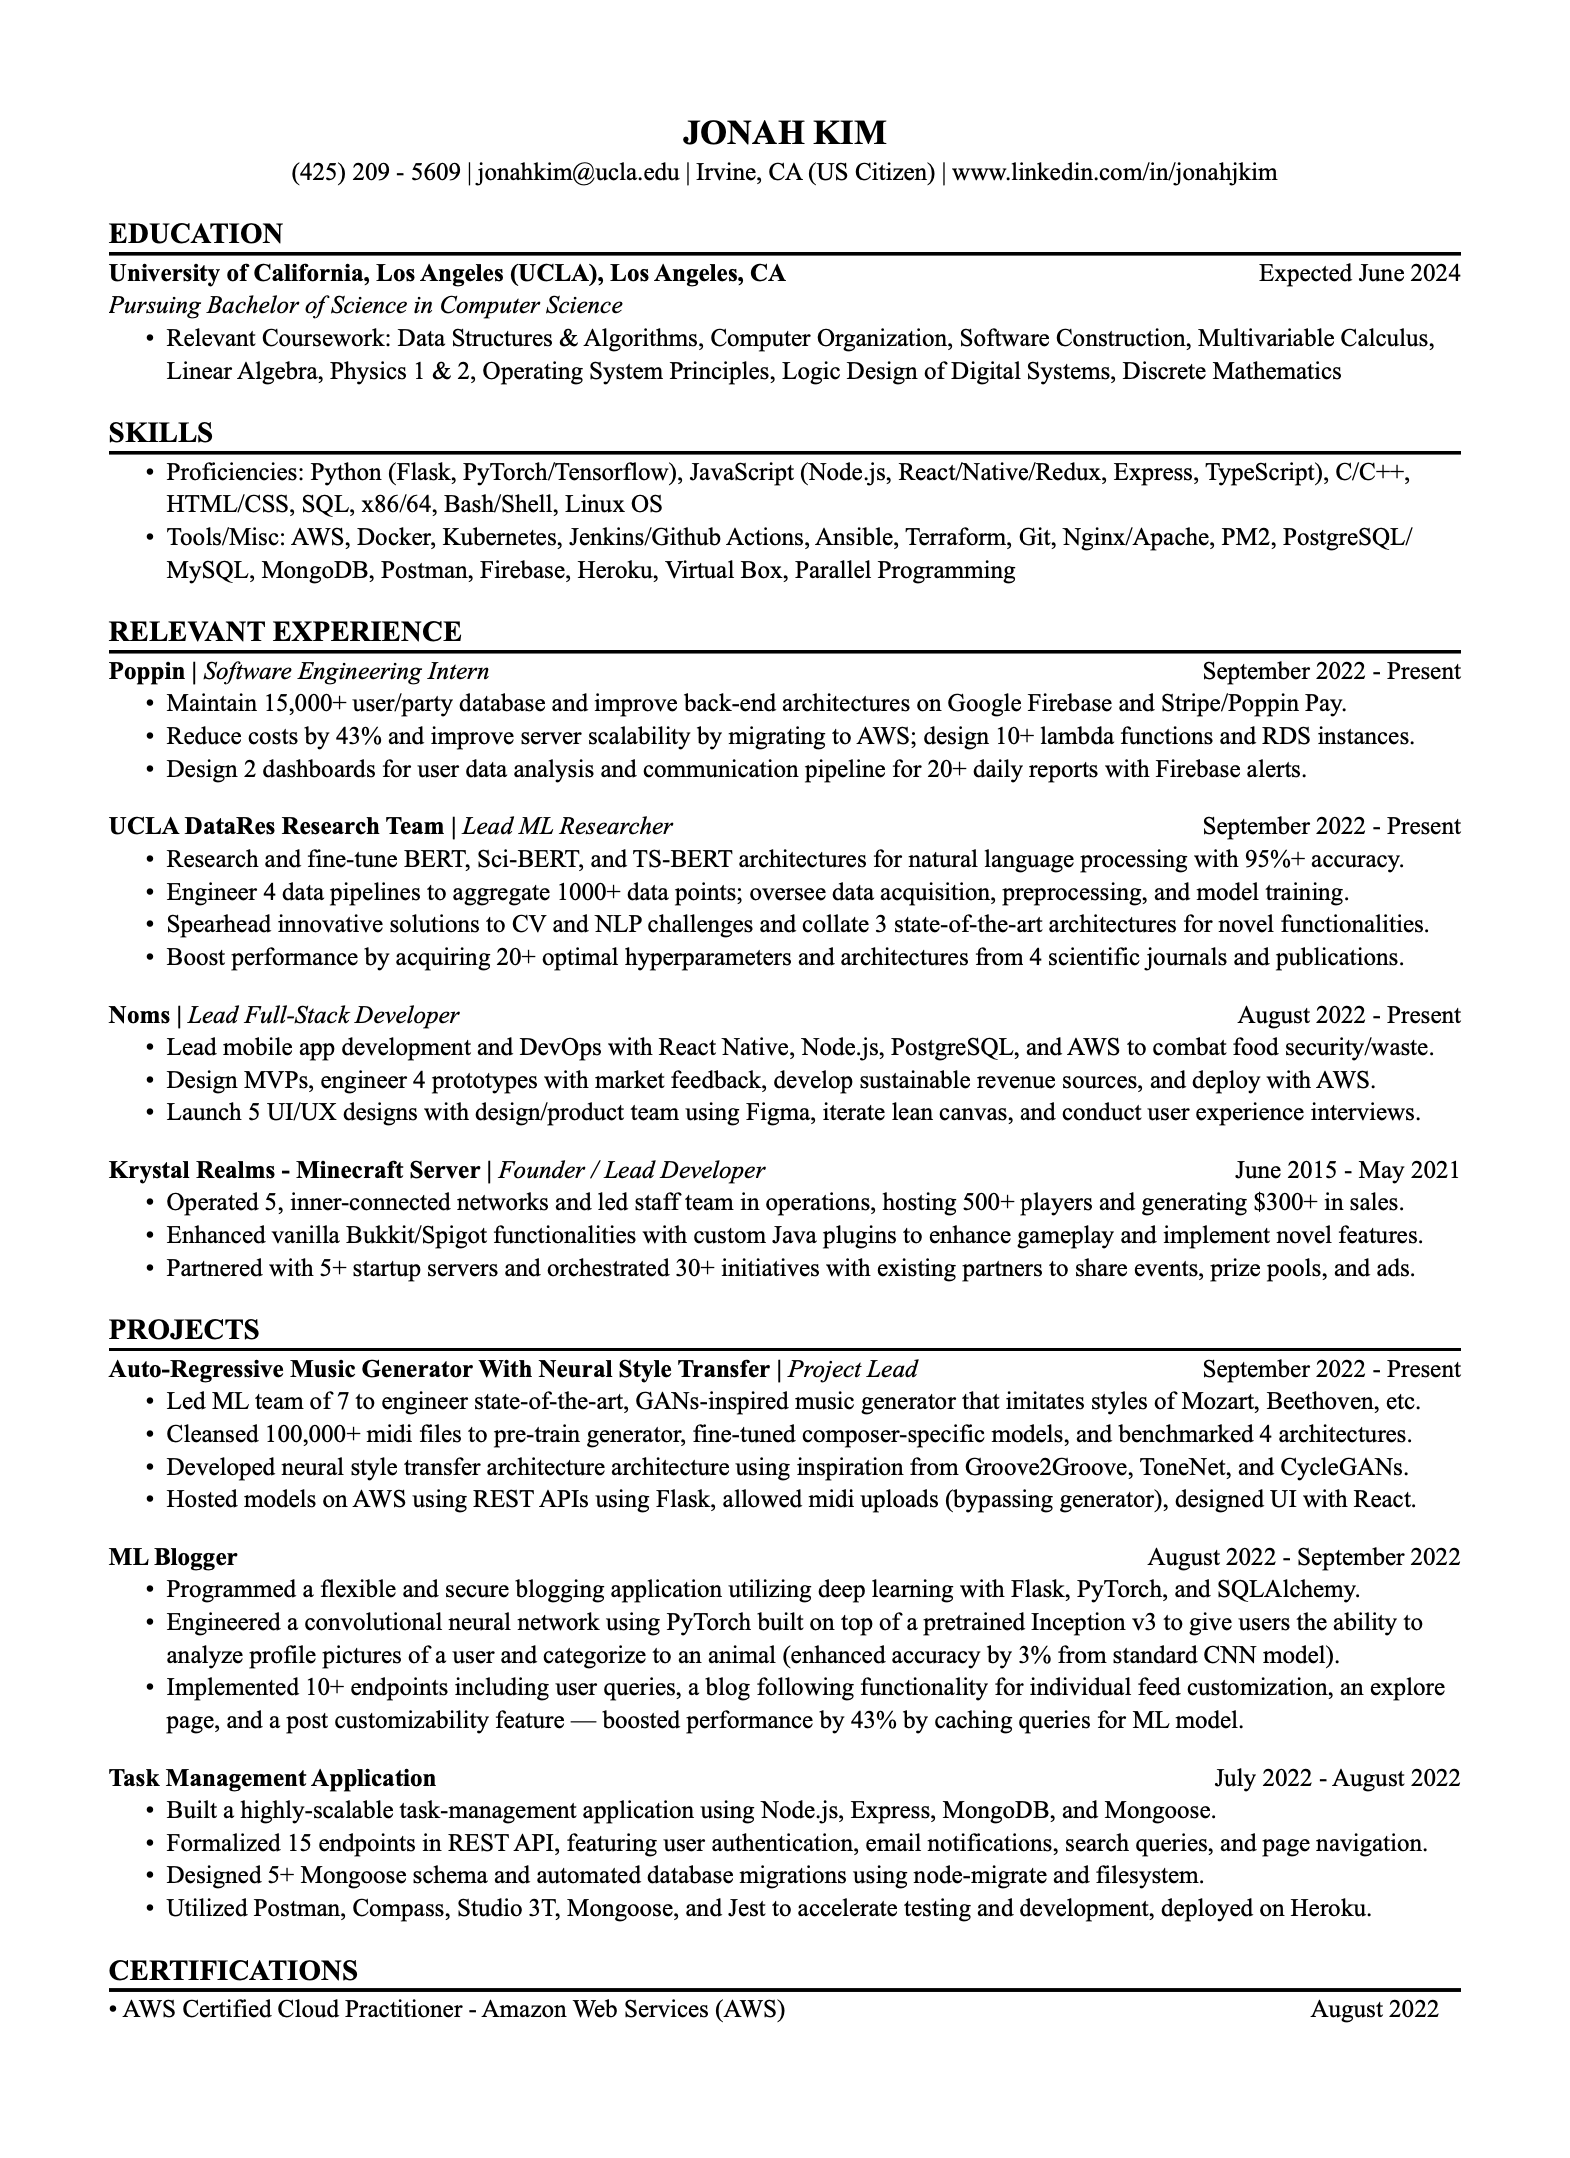 JONAH KIM
(425) 209 - 5609 | jonahkim@ucla.edu | Irvine, CA (US Citizen) | www.linkedin.com/in/jonahjkim
EDUCATION
University of California, Los Angeles (UCLA), Los Angeles, CA Expected June 2024
Pursuing Bachelor of Science in Computer Science
• Relevant Coursework: Data Structures & Algorithms, Computer Organization, Software Construction, Multivariable Calculus,
Linear Algebra, Physics 1 & 2, Operating System Principles, Logic Design of Digital Systems, Discrete Mathematics
SKILLS
• Proficiencies: Python (Flask, PyTorch/Tensorflow), JavaScript (Node.js, React/Native/Redux, Express, TypeScript), C/C++,
HTML/CSS, SQL, x86/64, Bash/Shell, Linux OS
• Tools/Misc: AWS, Docker, Kubernetes, Jenkins/Github Actions, Ansible, Terraform, Git, Nginx/Apache, PM2, PostgreSQL/
MySQL, MongoDB, Postman, Firebase, Heroku, Virtual Box, Parallel Programming
RELEVANT EXPERIENCE
Poppin | Software Engineering Intern September 2022 - Present
• Maintain 15,000+ user/party database and improve back-end architectures on Google Firebase and Stripe/Poppin Pay.
• Reduce costs by 43% and improve server scalability by migrating to AWS; design 10+ lambda functions and RDS instances.
• Design 2 dashboards for user data analysis and communication pipeline for 20+ daily reports with Firebase alerts.
UCLA DataRes Research Team | Lead ML Researcher September 2022 - Present
• Research and fine-tune BERT, Sci-BERT, and TS-BERT architectures for natural language processing with 95%+ accuracy.
• Engineer 4 data pipelines to aggregate 1000+ data points; oversee data acquisition, preprocessing, and model training.
• Spearhead innovative solutions to CV and NLP challenges and collate 3 state-of-the-art architectures for novel functionalities.
• Boost performance by acquiring 20+ optimal hyperparameters and architectures from 4 scientific journals and publications.
Noms | Lead Full-Stack Developer August 2022 - Present
• Lead mobile app development and DevOps with React Native, Node.js, PostgreSQL, and AWS to combat food security/waste.
• Design MVPs, engineer 4 prototypes with market feedback, develop sustainable revenue sources, and deploy with AWS.
• Launch 5 UI/UX designs with design/product team using Figma, iterate lean canvas, and conduct user experience interviews.
Krystal Realms - Minecraft Server | Founder / Lead Developer June 2015 - May 2021
• Operated 5, inner-connected networks and led staff team in operations, hosting 500+ players and generating $300+ in sales.
• Enhanced vanilla Bukkit/Spigot functionalities with custom Java plugins to enhance gameplay and implement novel features.
• Partnered with 5+ startup servers and orchestrated 30+ initiatives with existing partners to share events, prize pools, and ads.
PROJECTS
Auto-Regressive Music Generator With Neural Style Transfer | Project Lead September 2022 - Present
• Led ML team of 7 to engineer state-of-the-art, GANs-inspired music generator that imitates styles of Mozart, Beethoven, etc.
• Cleansed 100,000+ midi files to pre-train generator, fine-tuned composer-specific models, and benchmarked 4 architectures.
• Developed neural style transfer architecture architecture using inspiration from Groove2Groove, ToneNet, and CycleGANs.
• Hosted models on AWS using REST APIs using Flask, allowed midi uploads (bypassing generator), designed UI with React.
ML Blogger August 2022 - September 2022
• Programmed a flexible and secure blogging application utilizing deep learning with Flask, PyTorch, and SQLAlchemy.
• Engineered a convolutional neural network using PyTorch built on top of a pretrained Inception v3 to give users the ability to
analyze profile pictures of a user and categorize to an animal (enhanced accuracy by 3% from standard CNN model).
• Implemented 10+ endpoints including user queries, a blog following functionality for individual feed customization, an explore
page, and a post customizability feature — boosted performance by 43% by caching queries for ML model.
Task Management Application July 2022 - August 2022
• Built a highly-scalable task-management application using Node.js, Express, MongoDB, and Mongoose.
• Formalized 15 endpoints in REST API, featuring user authentication, email notifications, search queries, and page navigation.
• Designed 5+ Mongoose schema and automated database migrations using node-migrate and filesystem.
• Utilized Postman, Compass, Studio 3T, Mongoose, and Jest to accelerate testing and development, deployed on Heroku.
CERTIFICATIONS
• AWS Certified Cloud Practitioner - Amazon Web Services (AWS) August 2022